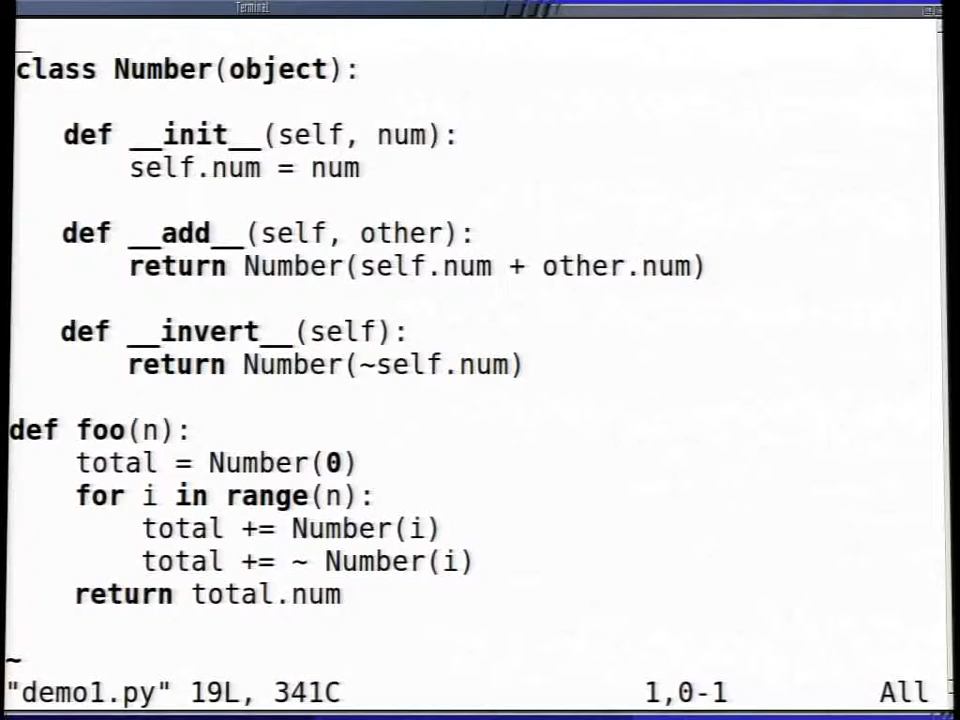 Terminal
class Number(object):
def __init__(self, num):
self.num = num
def __add__(self, other):
return Number(self.num + other.num)
def __invert__(self):
return Number(~self.num)
def foo(n):
total = Number(0)
for i in range(n):
total += Number(i)
total += ~ Number(i)
return total.num
~
"demo1.py" 19L, 341C 1,0-1 All